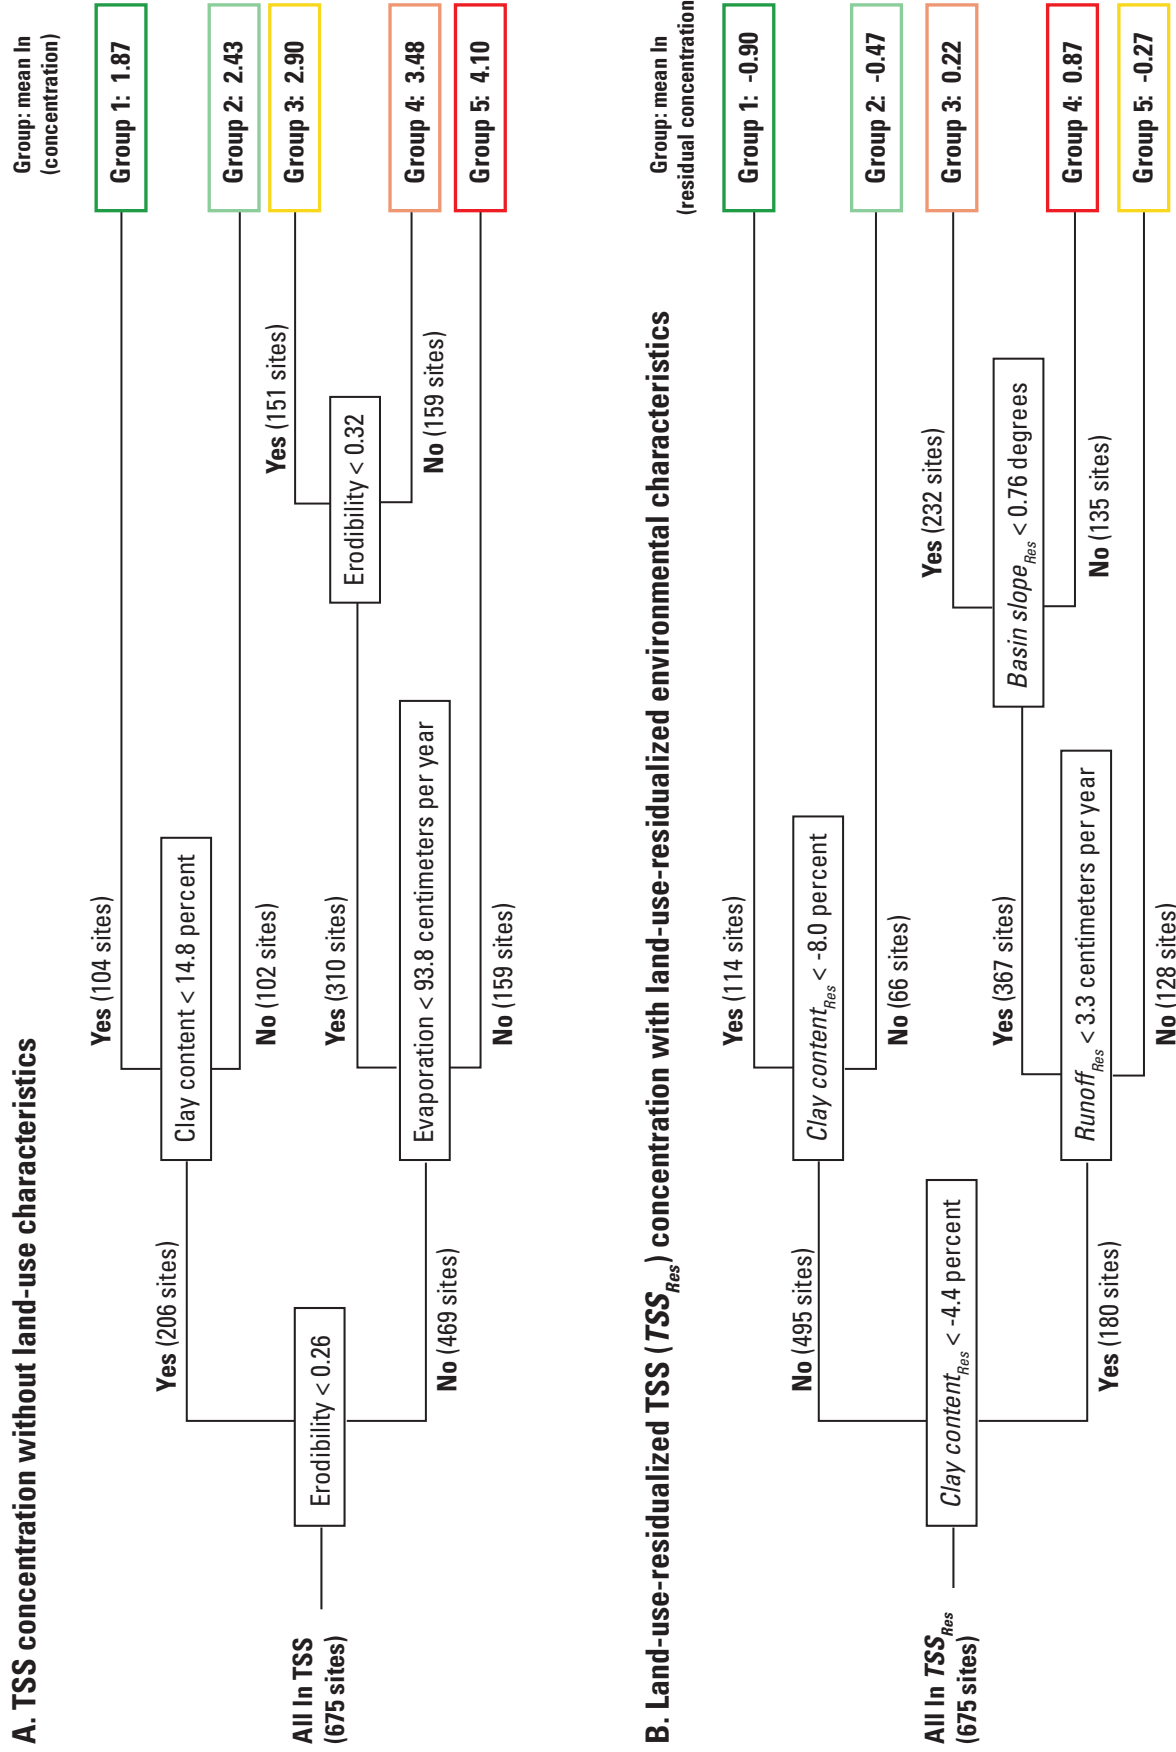 A. TSS concentration without land-use characteristics
Group: mean ln
(concentration)
All ln TSS
(675 sites)
Erodibility < 0.26
Yes (206 sites)
No (469 sites)
Clay content < 14.8 percent
Yes (104 sites)
No (102 sites)
Evaporation < 93.8 centimeters per year
Yes (310 sites)
No (159 sites)
Erodibility < 0.32
Yes (151 sites)
No (159 sites)
Group 1: 1.87
Group 2: 2.43
Group 3: 2.90
Group 4: 3.48
Group 5: 4.10
B. Land-use-residualized TSS (TSS_Res) concentration with land-use-residualized environmental characteristics
Group: mean ln
(residual concentration)
All ln TSS_Res
(675 sites)
Clay content_Res < -4.4 percent
No (495 sites)
Yes (180 sites)
Clay content_Res < -8.0 percent
Yes (114 sites)
No (66 sites)
Runoff_Res < 3.3 centimeters per year
Yes (367 sites)
No (128 sites)
Basin slope_Res < 0.76 degrees
Yes (232 sites)
No (135 sites)
Group 1: -0.90
Group 2: -0.47
Group 3: 0.22
Group 4: 0.87
Group 5: -0.27